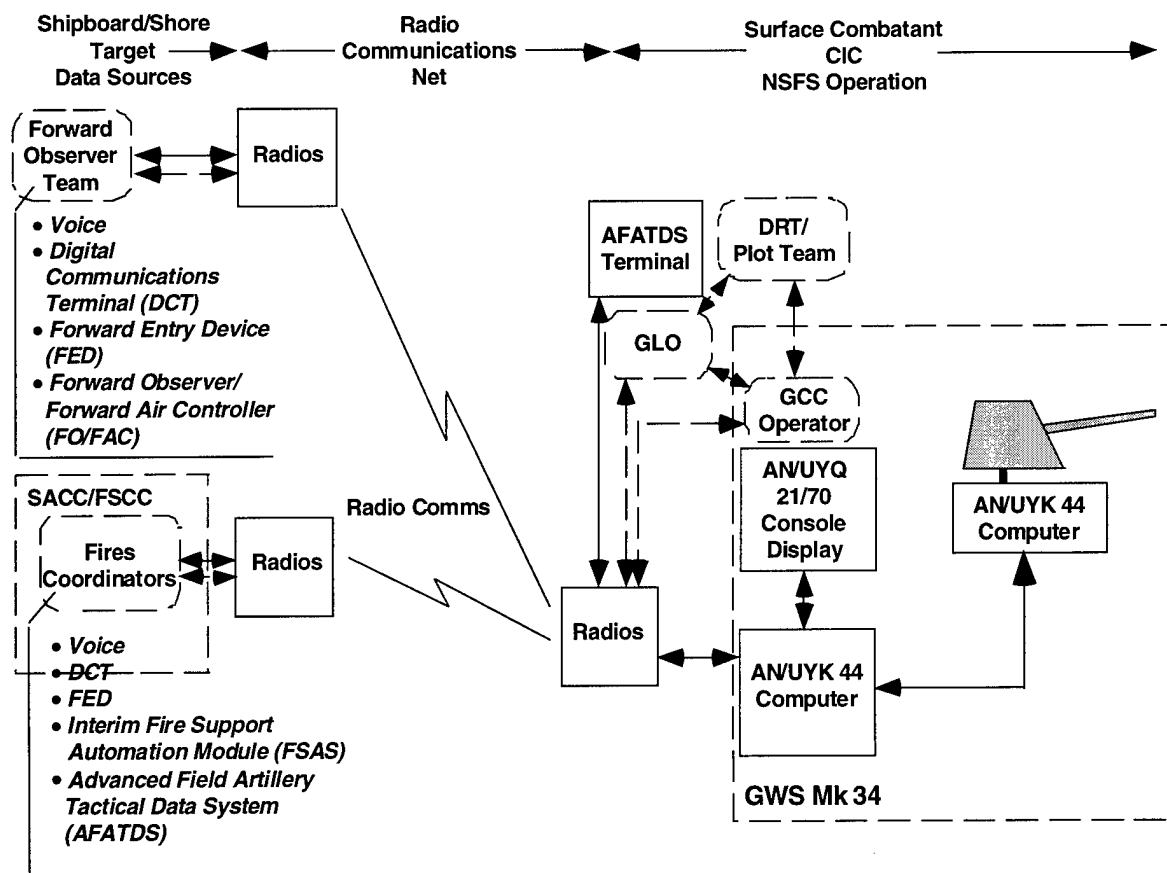 Shipboard/Shore
Target
Data Sources
Radio
Communications
Net
Surface Combatant
CIC
NSFS Operation
Forward
Observer
Team
Radios
• Voice
• Digital
Communications
Terminal (DCT)
• Forward Entry Device
(FED)
• Forward Observer/
Forward Air Controller
(FO/FAC)
AFATDS
Terminal
DRT/
Plot Team
GLO
GCC
Operator
AN/UYQ
21/70
Console
Display
AN/UYK 44
Computer
SACC/FSCC
Fires
Coordinators
Radios
Radio Comms
Radios
AN/UYK 44
Computer
• Voice
• DCT
• FED
• Interim Fire Support
Automation Module (FSAS)
• Advanced Field Artillery
Tactical Data System
(AFATDS)
GWS Mk 34